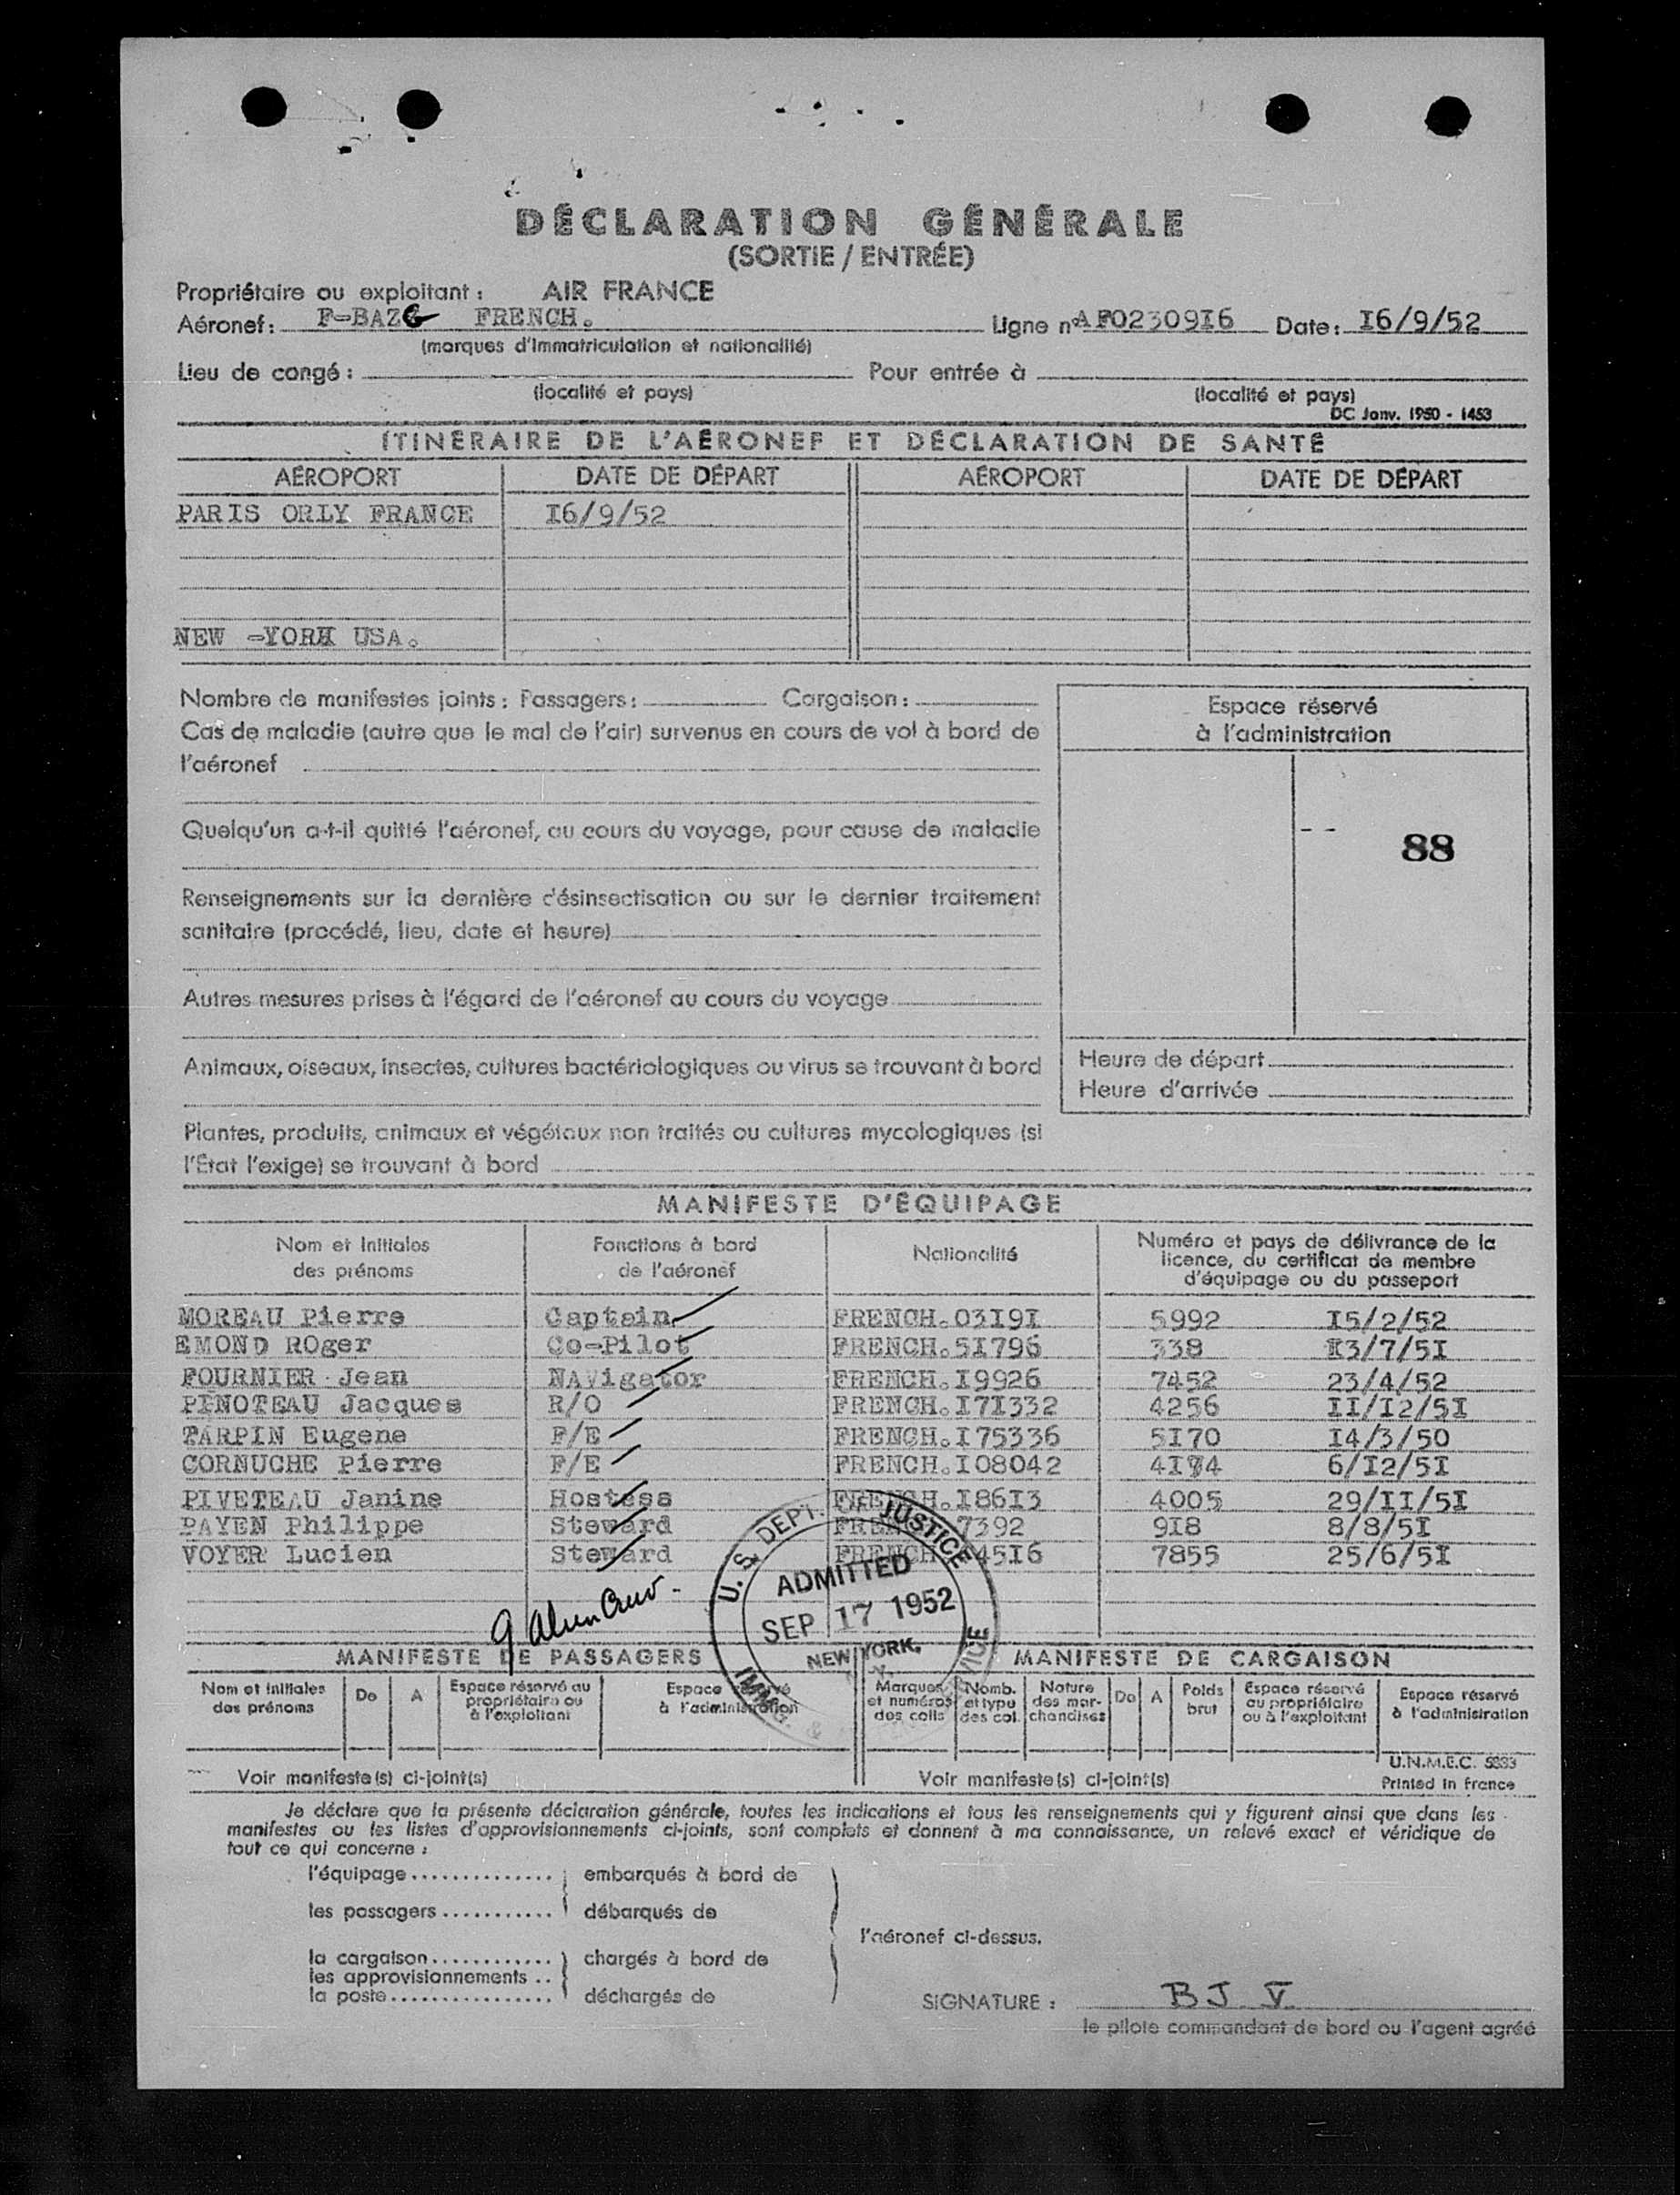 DÉCLARATION GÉNÉRALE
(SORTIE / ENTRÉE)
Propriétaire ou exploitant : AIR FRANCE
Aéronef : F-BAZG FRENCH. Ligne n° AF0230916 Date : I6/9/52
(marques d'immatriculation et nationalité)
Lieu de congé : Pour entrée à
(localité et pays) (localité et pays)
DC Janv. 1950 - 1453
ITINÉRAIRE DE L'AÉRONEF ET DÉCLARATION DE SANTÉ
AÉROPORT DATE DE DÉPART AÉROPORT DATE DE DÉPART
PARIS ORLY FRANCE I6/9/52
NEW -YORK USA.
Nombre de manifestes joints : Passagers : Cargaison :
Cas de maladie (autre que le mal de l'air) survenus en cours de vol à bord de
l'aéronef
Quelqu'un a-t-il quitté l'aéronef, au cours du voyage, pour cause de maladie
Renseignements sur la dernière désinsectisation ou sur le dernier traitement
sanitaire (procédé, lieu, date et heure)
Autres mesures prises à l'égard de l'aéronef au cours du voyage
Animaux, oiseaux, insectes, cultures bactériologiques ou virus se trouvant à bord
Plantes, produits, animaux et végétaux non traités ou cultures mycologiques (si
l'État l'exige) se trouvant à bord
Espace réservé
à l'administration
88
Heure de départ
Heure d'arrivée
MANIFESTE D'ÉQUIPAGE
Nom et Initiales des prénoms Fonctions à bord de l'aéronef Nationalité Numéro et pays de délivrance de la licence, du certificat de membre d'équipage ou du passeport
MOREAU Pierre Captain FRENCH.03I9I 5992 I5/2/52
EMOND ROger Co-Pilot FRENCH.5I796 338 I3/7/5I
FOURNIER Jean NAVigator FRENCH.I9926 7452 23/4/52
PINOTEAU Jacques R/O FRENCH.I7I332 4256 II/I2/5I
TARPIN Eugene F/E FRENCH.I75336 5I70 I4/3/50
CORNUCHE Pierre F/E FRENCH.I08042 6/I2/5I
PIVETEAU Janine Hostess FRENCH.I86I3 4005 29/II/5I
PAYEN Philippe Steward 7392 9I8 8/8/5I
VOYER Lucien Steward FRENCH 45I6 7855 25/6/5I
9 Alien Crew
U. S. DEPT. JUSTICE
ADMITTED
SEP 17 1952
NEW YORK,
N. Y.
IMMIG. &
MANIFESTE DE PASSAGERS MANIFESTE DE CARGAISON
Nom et Initiales des prénoms De A Espace réservé au propriétaire ou à l'exploitant Espace réservé à l'administration Marques et numéros des colis Nomb. et type des col. Nature des mar- chandises De A Poids brut Espace réservé au propriétaire ou à l'exploitant Espace réservé à l'administration
U.N.M.E.C. 5333
Voir manifeste(s) ci-joint(s) Voir manifeste(s) ci-joint(s) Printed in france
Je déclare que la présente déclaration générale, toutes les indications et tous les renseignements qui y figurent ainsi que dans les
manifestes ou les listes d'approvisionnements ci-joints, sont complets et donnent à ma connaissance, un relevé exact et véridique de
tout ce qui concerne :
l'équipage embarqués à bord de
les passagers débarqués de
l'aéronef ci-dessus.
la cargaison chargés à bord de
les approvisionnements
la poste déchargés de
SIGNATURE : B J V.
le pilote commandant de bord ou l'agent agréé